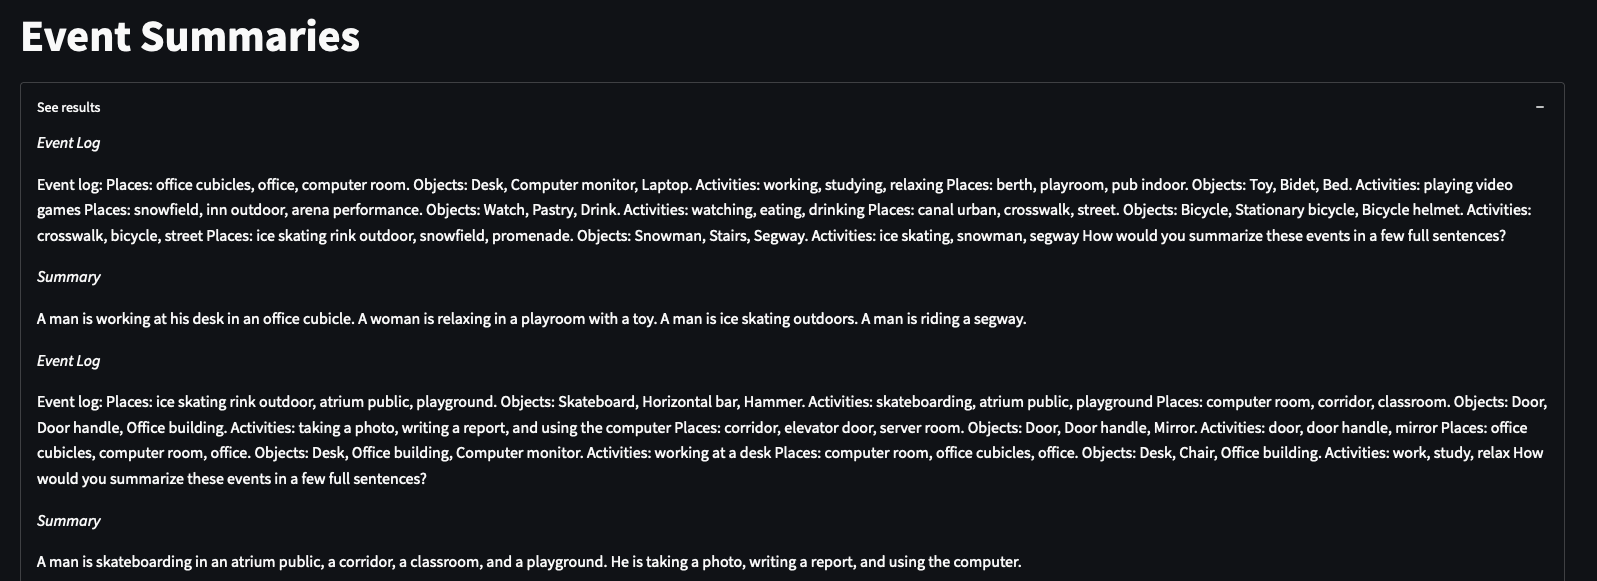 Event Summaries
See results
Event Log
Event log: Places: office cubicles, office, computer room. Objects: Desk, Computer monitor, Laptop. Activities: working, studying, relaxing Places: berth, playroom, pub indoor. Objects: Toy, Bidet, Bed. Activities: playing video
games Places: snowfield, inn outdoor, arena performance. Objects: Watch, Pastry, Drink. Activities: watching, eating, drinking Places: canal urban, crosswalk, street. Objects: Bicycle, Stationary bicycle, Bicycle helmet. Activities:
crosswalk, bicycle, street Places: ice skating rink outdoor, snowfield, promenade. Objects: Snowman, Stairs, Segway. Activities: ice skating, snowman, segway How would you summarize these events in a few full sentences?
Summary
A man is working at his desk in an office cubicle. A woman is relaxing in a playroom with a toy. A man is ice skating outdoors. A man is riding a segway.
Event Log
Event log: Places: ice skating rink outdoor, atrium public, playground. Objects: Skateboard, Horizontal bar, Hammer. Activities: skateboarding, atrium public, playground Places: computer room, corridor, classroom. Objects: Door,
Door handle, Office building. Activities: taking a photo, writing a report, and using the computer Places: corridor, elevator door, server room. Objects: Door, Door handle, Mirror. Activities: door, door handle, mirror Places: office
cubicles, computer room, office. Objects: Desk, Office building, Computer monitor. Activities: working at a desk Places: computer room, office cubicles, office. Objects: Desk, Chair, Office building. Activities: work, study, relax How
would you summarize these events in a few full sentences?
Summary
A man is skateboarding in an atrium public, a corridor, a classroom, and a playground. He is taking a photo, writing a report, and using the computer.